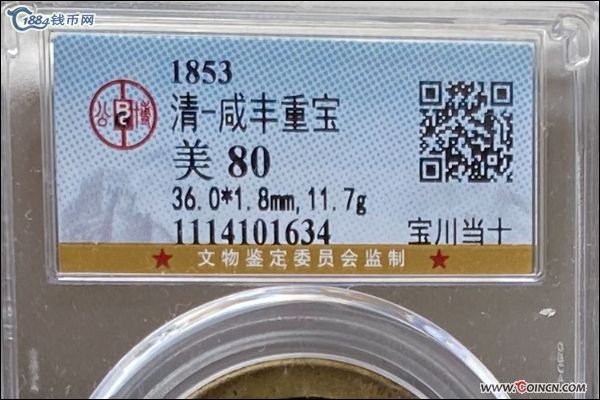 1884钱币网
1853
公博
清-咸丰重宝
美 80
36.0*1.8mm,11.7g
1114101634
宝川当十
文物鉴定委员会监制
www.COINCN.com